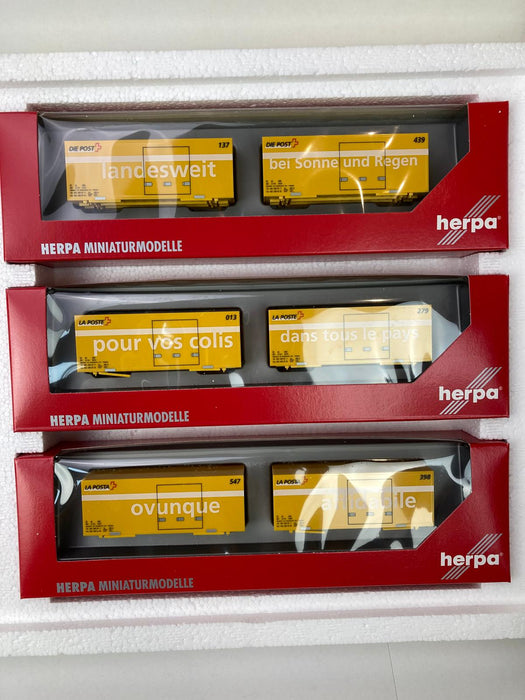 DIE POST
137
landesweit
DIE POST
439
bei Sonne und Regen
HERPA MINIATURMODELLE
herpa
LA POSTE
013
pour vos colis
LA POSTE
279
dans tous le pays
HERPA MINIATURMODELLE
herpa
LA POSTA
547
ovunque
LA POSTA
398
HERPA MINIATURMODELLE
herpa